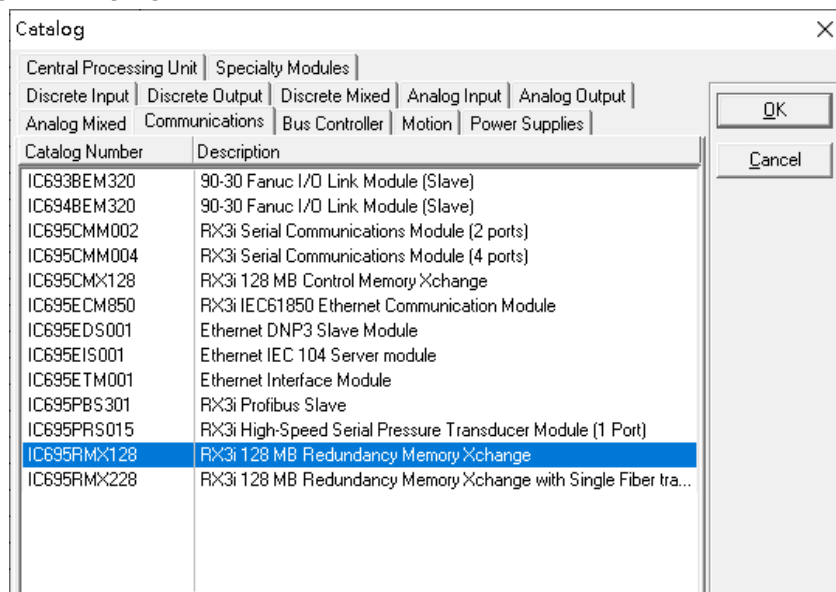 Catalog
Central Processing Unit Specialty Modules
Discrete Input Discrete Output Discrete Mixed Analog Input Analog Output
Analog Mixed Communications Bus Controller Motion Power Supplies
OK
Cancel
Catalog Number Description
IC693BEM320 90-30 Fanuc I/O Link Module (Slave)
IC694BEM320 90-30 Fanuc I/O Link Module (Slave)
IC695CMM002 RX3i Serial Communications Module (2 ports)
IC695CMM004 RX3i Serial Communications Module (4 ports)
IC695CMX128 RX3i 128 MB Control Memory Xchange
IC695ECM850 RX3i IEC61850 Ethernet Communication Module
IC695EDS001 Ethernet DNP3 Slave Module
IC695EIS001 Ethernet IEC 104 Server module
IC695ETM001 Ethernet Interface Module
IC695PBS301 RX3i Profibus Slave
IC695PRS015 RX3i High-Speed Serial Pressure Transducer Module (1 Port)
IC695RMX128 RX3i 128 MB Redundancy Memory Xchange
IC695RMX228 RX3i 128 MB Redundancy Memory Xchange with Single Fiber tra...